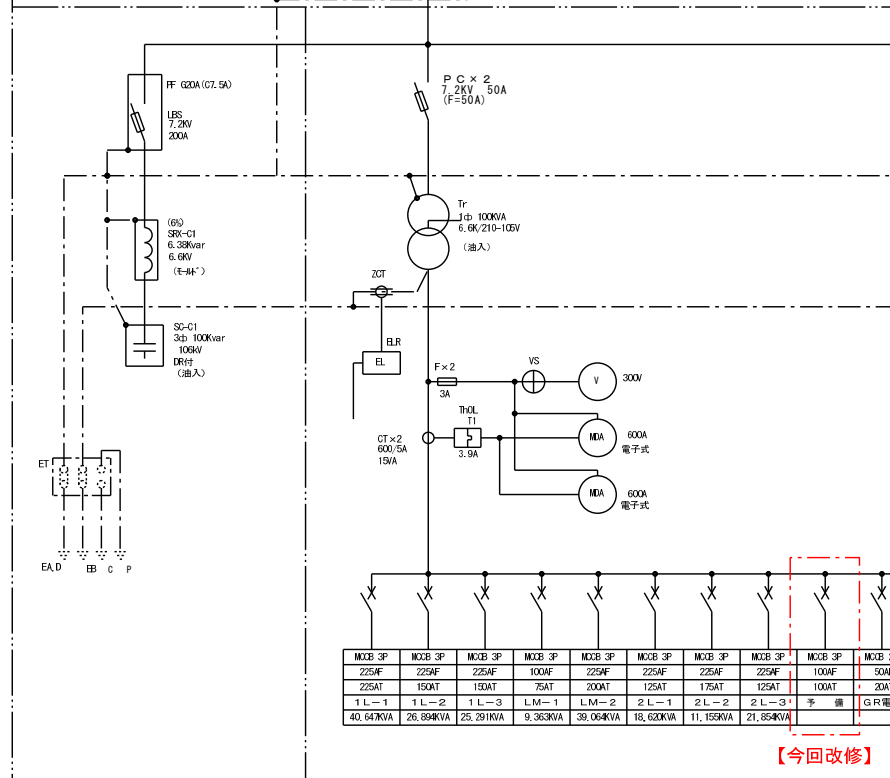 PF G20A(C7.5A)
LBS
7.2KV
200A
PC×2
7.2KV 50A
(F=50A)
Tr
1φ 100KVA
6.6K/210-105V
(油入)
(6%)
SRX-C1
6.38Kvar
6.6KV
(ﾓｰﾙﾄﾞ)
ZCT
ELR
EL
SC-C1
3φ 100Kvar
106kV
DR付
(油入)
F×2
3A
VS
V
300V
ThOL
T1
3.9A
CT×2
600/5A
15VA
MDA
600A
電子式
MDA
600A
電子式
ET
EA.D
EB
C
P
MCCB 3P MCCB 3P MCCB 3P MCCB 3P MCCB 3P MCCB 3P MCCB 3P MCCB 3P MCCB 3P MCCB
225AF 225AF 225AF 100AF 225AF 225AF 225AF 225AF 100AF 50A
225AT 150AT 150AT 75AT 200AT 125AT 175AT 125AT 100AT 20A
1L-1 1L-2 1L-3 LM-1 LM-2 2L-1 2L-2 2L-3 予備 GR電
40.647KVA 26.894KVA 25.291KVA 9.363KVA 39.064KVA 18.620KVA 11.155KVA 21.854KVA
【今回改修】